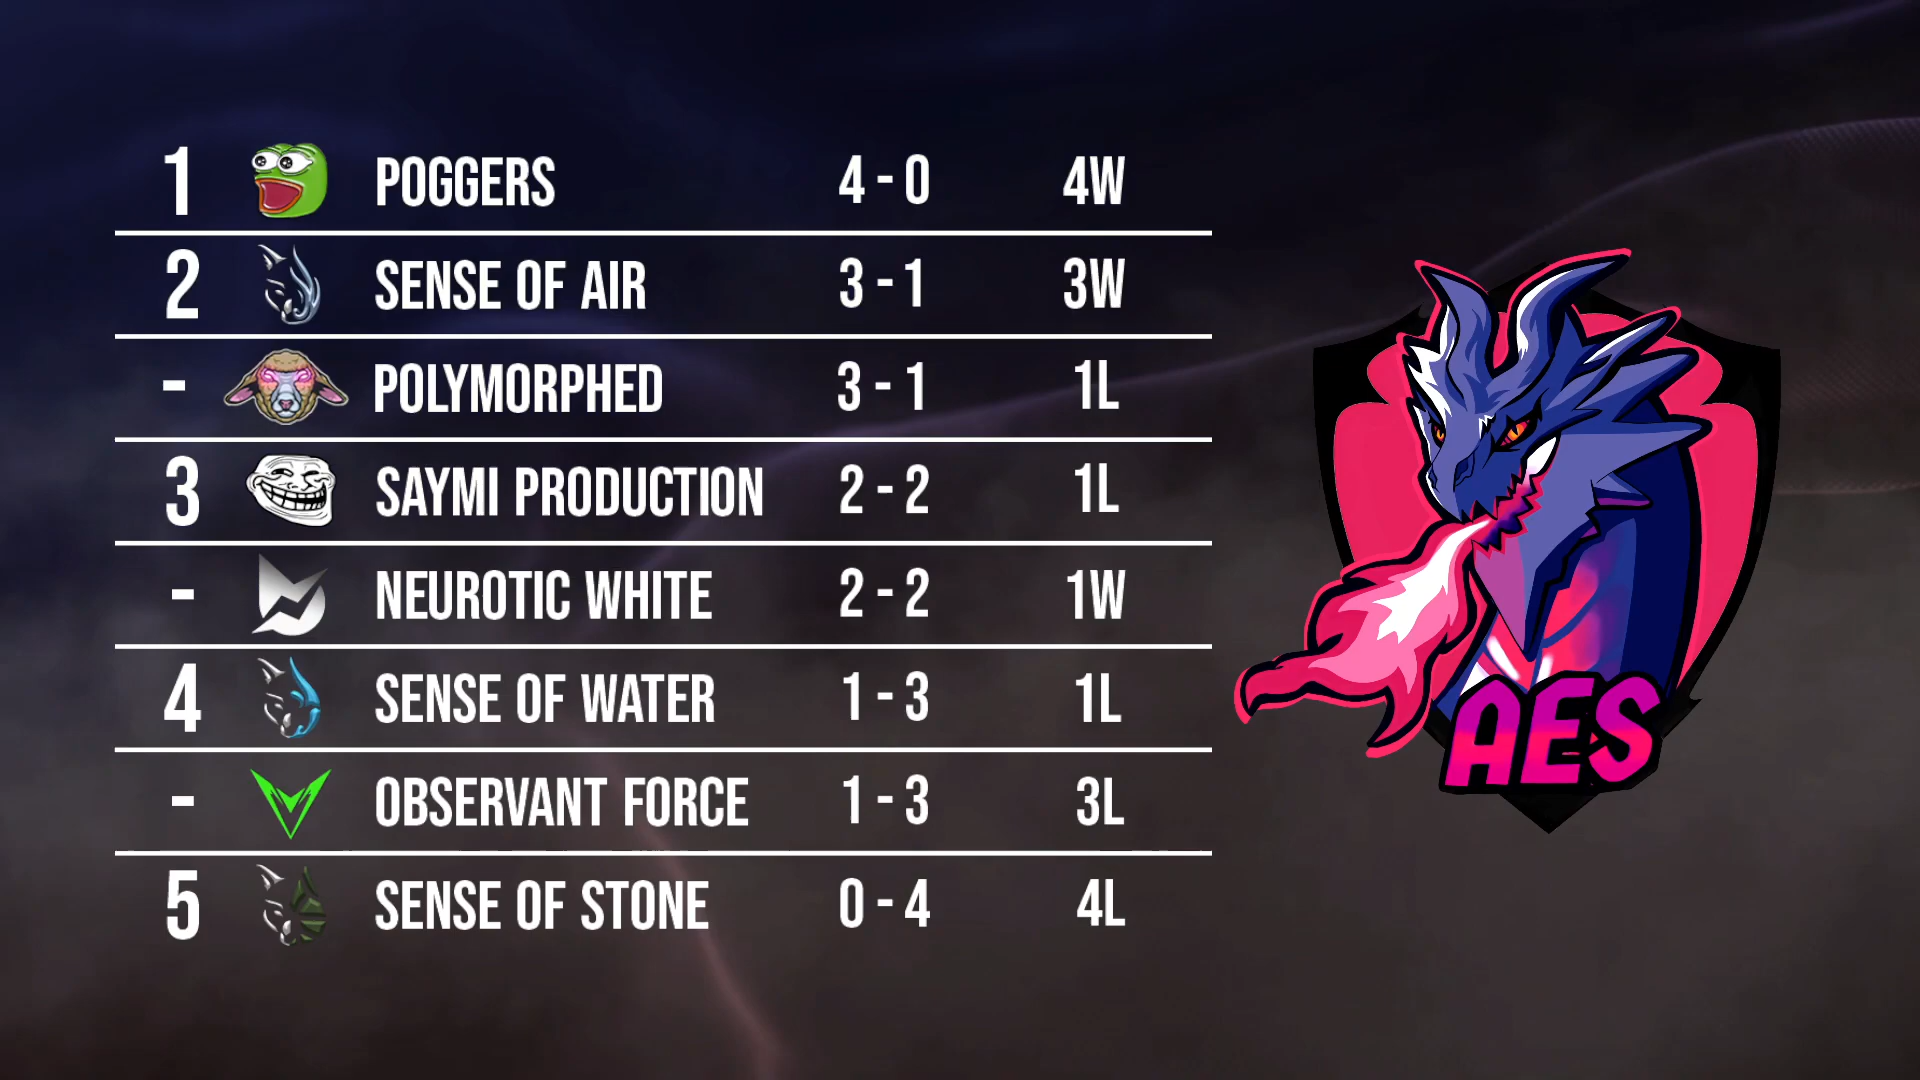 1 POGGERS 4 - 0 4W
2 SENSE OF AIR 3 - 1 3W
- POLYMORPHED 3 - 1 1L
3 SAYMI PRODUCTION 2 - 2 1L
- NEUROTIC WHITE 2 - 2 1W
4 SENSE OF WATER 1 - 3 1L
- OBSERVANT FORCE 1 - 3 3L
5 SENSE OF STONE 0 - 4 4L
AES